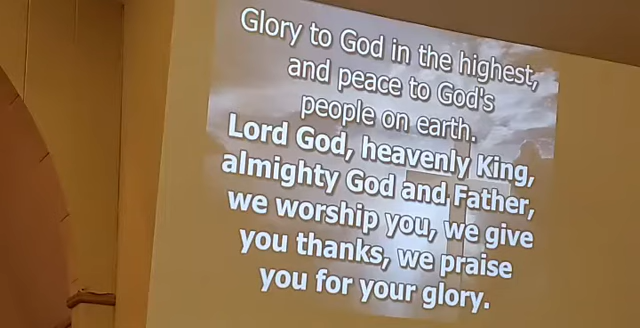 Glory to God in the highest,
and peace to God's
people on earth.
Lord God, heavenly King,
almighty God and Father,
we worship you, we give
you thanks, we praise
you for your glory.